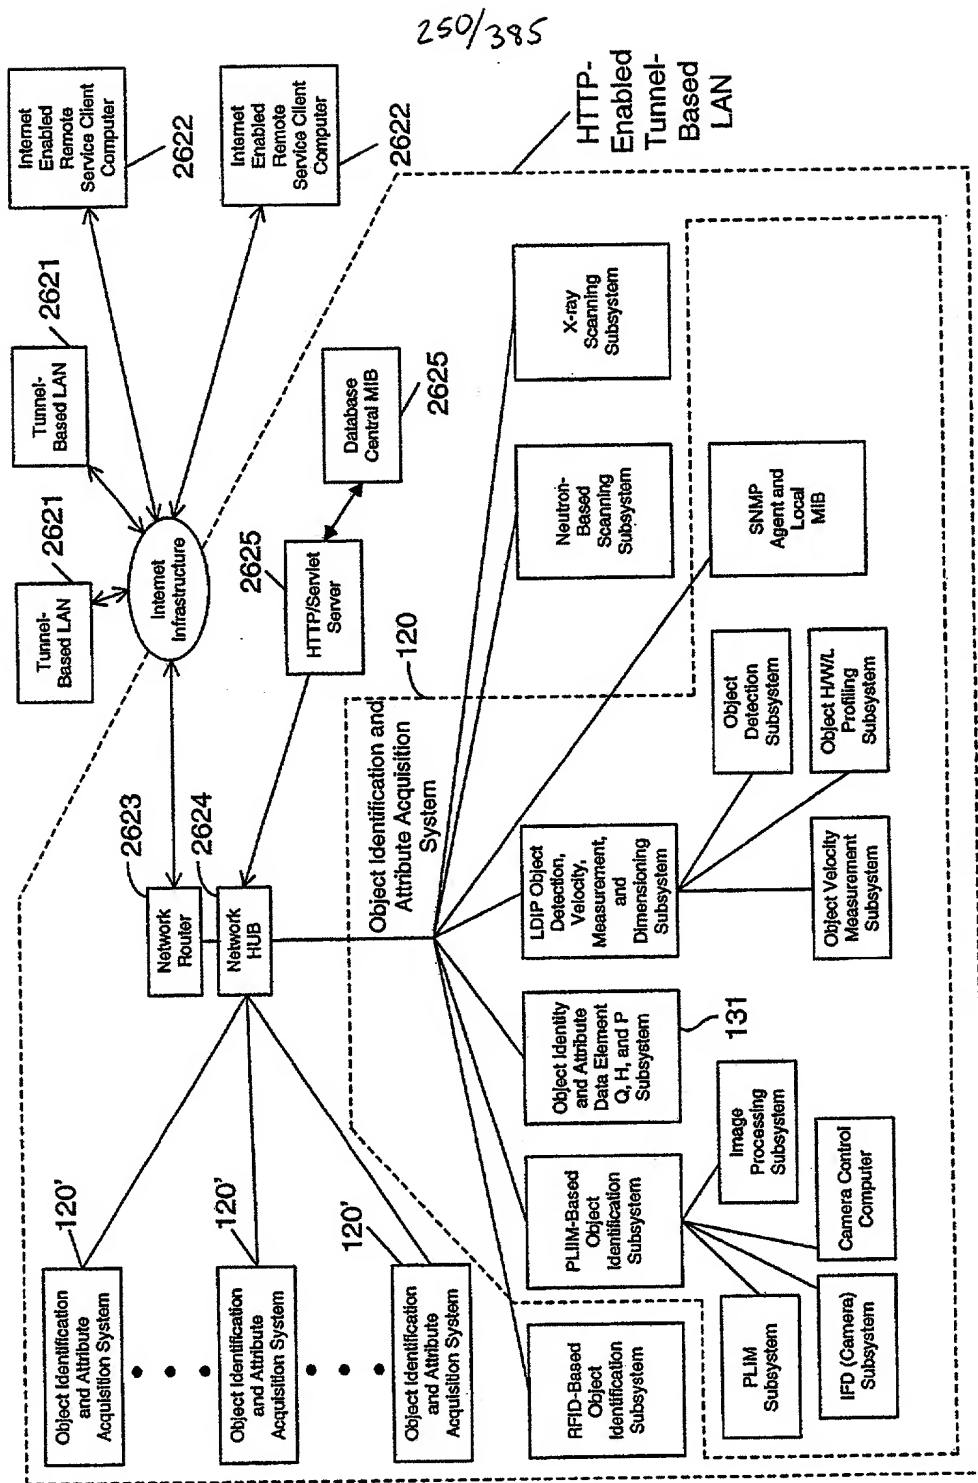 250/385
Internet
Enabled
Remote
Service Client
Computer
2622
Internet
Enabled
Remote
Service Client
Computer
2622
HTTP-
Enabled
Tunnel-
Based
LAN
Tunnel-
Based LAN
2621
Tunnel-
Based LAN
2621
Internet
Infrastructure
Database
Central MIB
2625
HTTP/Servlet
Server
2625
Network
Router
2623
Network
HUB
2624
Object Identification
and Attribute
Acquisition System
120'
Object Identification
and Attribute
Acquisition System
120'
Object Identification
and Attribute
Acquisition System
120'
Object Identification and
Attribute Acquisition
System
120
RFID-Based
Object
Identification
Subsystem
PLIIM-Based
Object
Identification
Subsystem
Object Identity
and Attribute
Data Element
Q, H, and P
Subsystem
131
LDIP Object
Detection,
Velocity,
Measurement,
and
Dimensioning
Subsystem
Neutron-
Based
Scanning
Subsystem
X-ray
Scanning
Subsystem
PLIM
Subsystem
IFD (Camera)
Subsystem
Camera Control
Computer
Image
Processing
Subsystem
Object Velocity
Measurement
Subsystem
Object
Detection
Subsystem
Object H/W/L
Profiling
Subsystem
SNMP
Agent and
Local
MIB